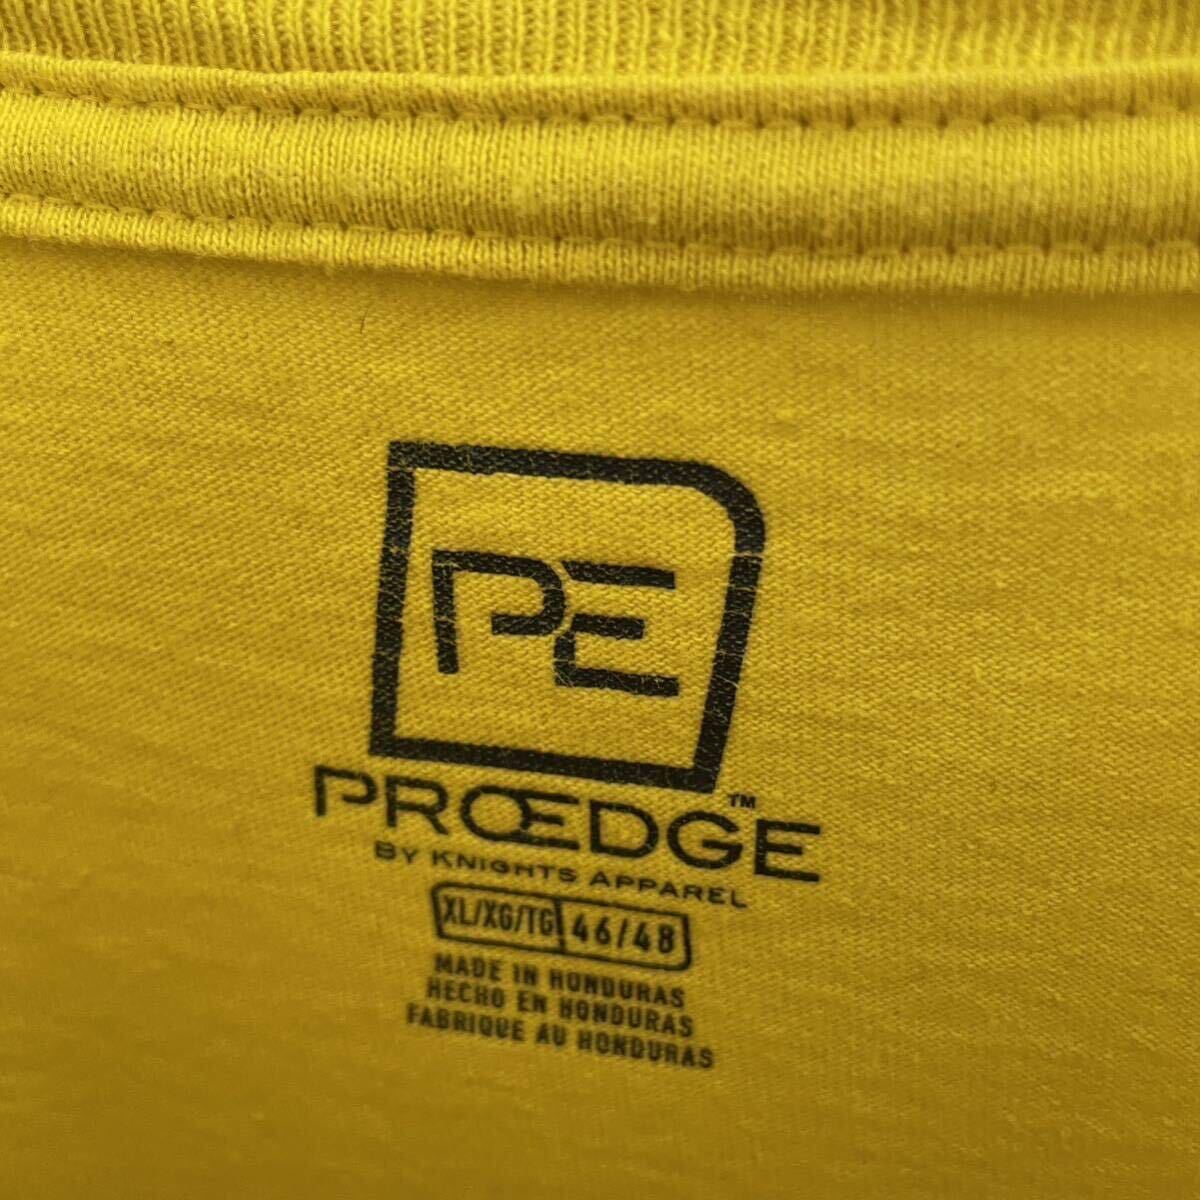 PE
PROEDGE™
BY KNIGHTS APPAREL
XL/XG/TG 46/48
MADE IN HONDURAS
HECHO EN HONDURAS
FABRIQUE AU HONDURAS